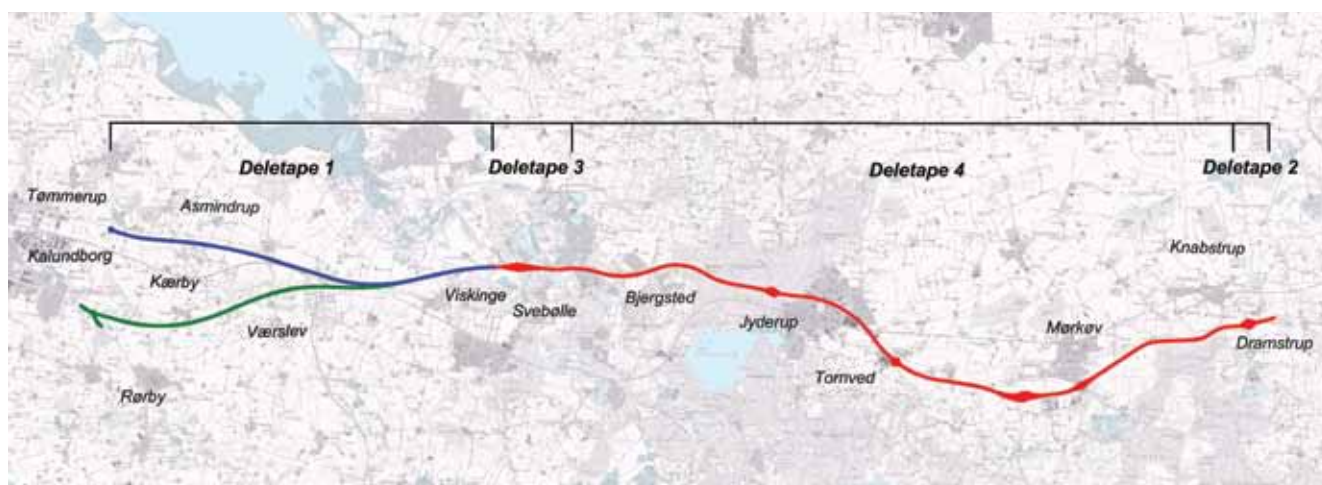 Deletape 1
Deletape 3
Deletape 4
Deletape 2
Tømmerup
Asmindrup
Kalundborg
Kærby
Knabstrup
Viskinge
Svebølle
Bjergsted
Værslev
Jyderup
Mørkøv
Dramstrup
Tornved
Rørby